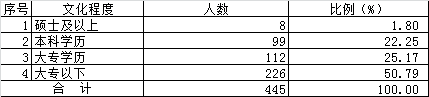 序号 文化程度 人数 比例（%）
1 硕士及以上 8 1.80
2 本科学历 99 22.25
3 大专学历 112 25.17
4 大专以下 226 50.79
合 计 445 100.00